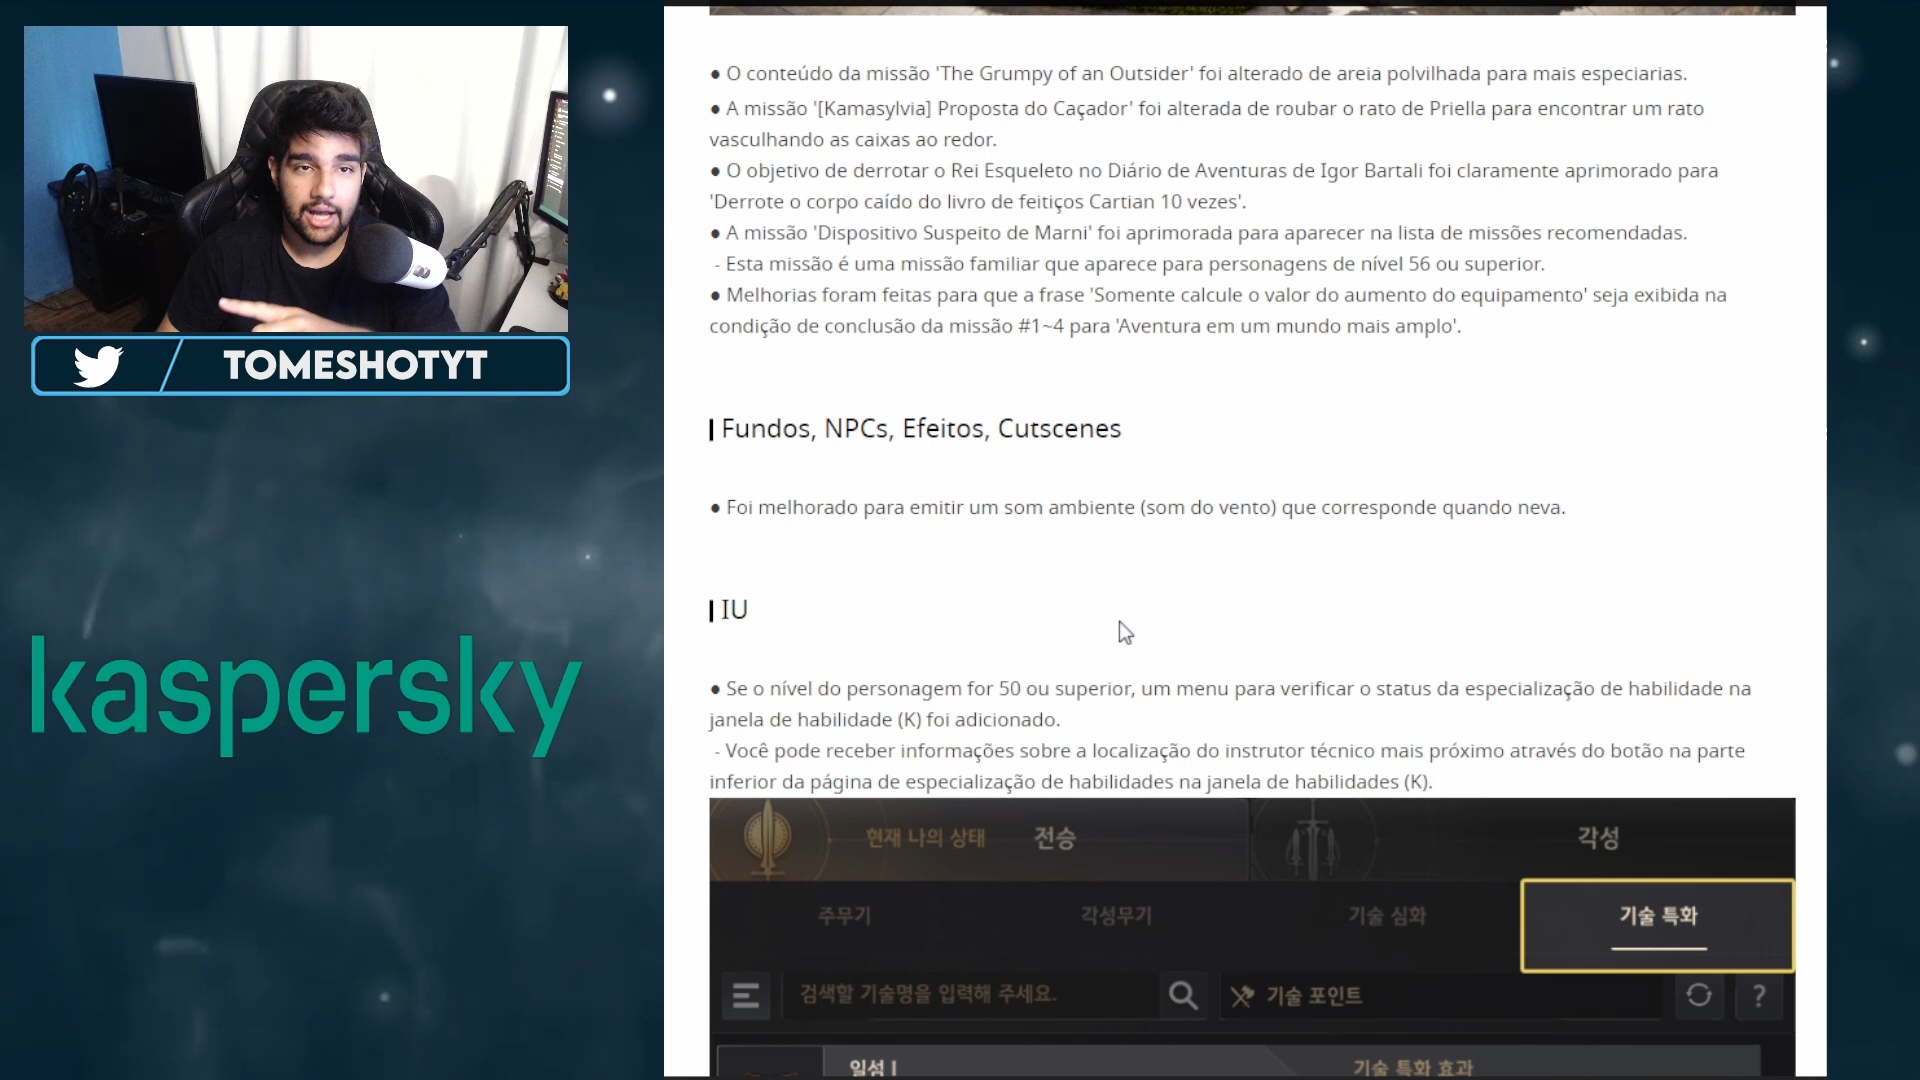 TOMESHOTYT
kaspersky
● O conteúdo da missão 'The Grumpy of an Outsider' foi alterado de areia polvilhada para mais especiarias.
● A missão '[Kamasylvia] Proposta do Caçador' foi alterada de roubar o rato de Priella para encontrar um rato
vasculhando as caixas ao redor.
● O objetivo de derrotar o Rei Esqueleto no Diário de Aventuras de Igor Bartali foi claramente aprimorado para
'Derrote o corpo caído do livro de feitiços Cartian 10 vezes'.
● A missão 'Dispositivo Suspeito de Marni' foi aprimorada para aparecer na lista de missões recomendadas.
- Esta missão é uma missão familiar que aparece para personagens de nível 56 ou superior.
● Melhorias foram feitas para que a frase 'Somente calcule o valor do aumento do equipamento' seja exibida na
condição de conclusão da missão #1~4 para 'Aventura em um mundo mais amplo'.
| Fundos, NPCs, Efeitos, Cutscenes
● Foi melhorado para emitir um som ambiente (som do vento) que corresponde quando neva.
| IU
● Se o nível do personagem for 50 ou superior, um menu para verificar o status da especialização de habilidade na
janela de habilidade (K) foi adicionado.
- Você pode receber informações sobre a localização do instrutor técnico mais próximo através do botão na parte
inferior da página de especialização de habilidades na janela de habilidades (K).
현재 나의 상태 전승 각성
주무기 각성무기 기술 심화 기술 특화
검색할 기술명을 입력해 주세요. 기술 포인트 ?
일섬 I 기술 특화 효과